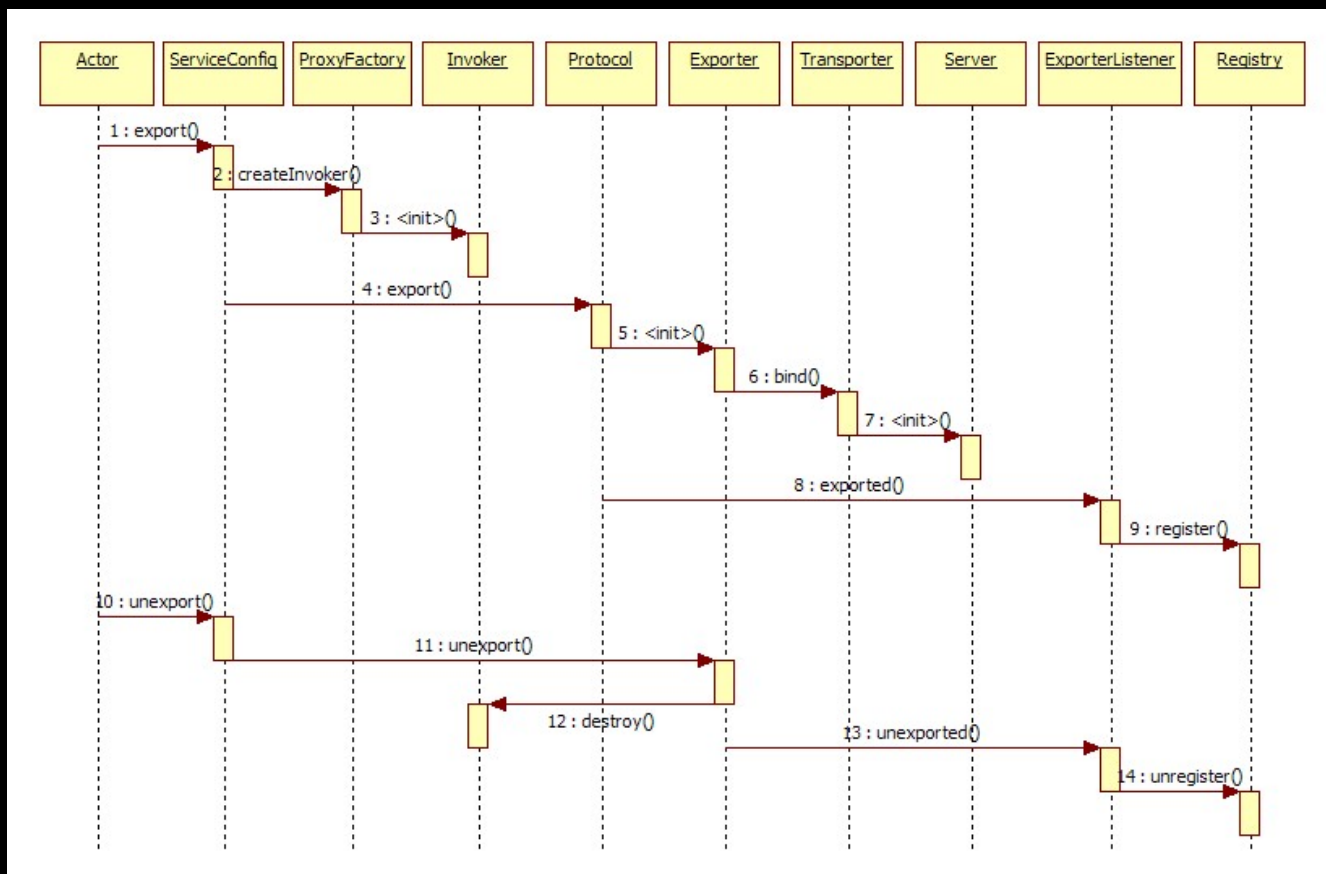 Actor
ServiceConfig
ProxyFactory
Invoker
Protocol
Exporter
Transporter
Server
ExporterListener
Registry
1 : export()
2 : createInvoker()
3 : <init>()
4 : export()
5 : <init>()
6 : bind()
7 : <init>()
8 : exported()
9 : register()
10 : unexport()
11 : unexport()
12 : destroy()
13 : unexported()
14 : unregister()